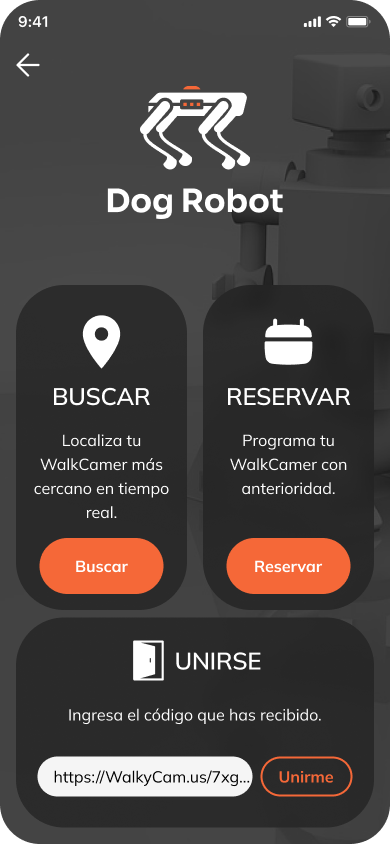 9:41
Dog Robot
BUSCAR
Localiza tu
WalkCamer más
cercano en tiempo
real.
Buscar
RESERVAR
Programa tu
WalkCamer con
anterioridad.
Reservar
UNIRSE
Ingresa el código que has recibido.
https://WalkyCam.us/7xg...
Unirme